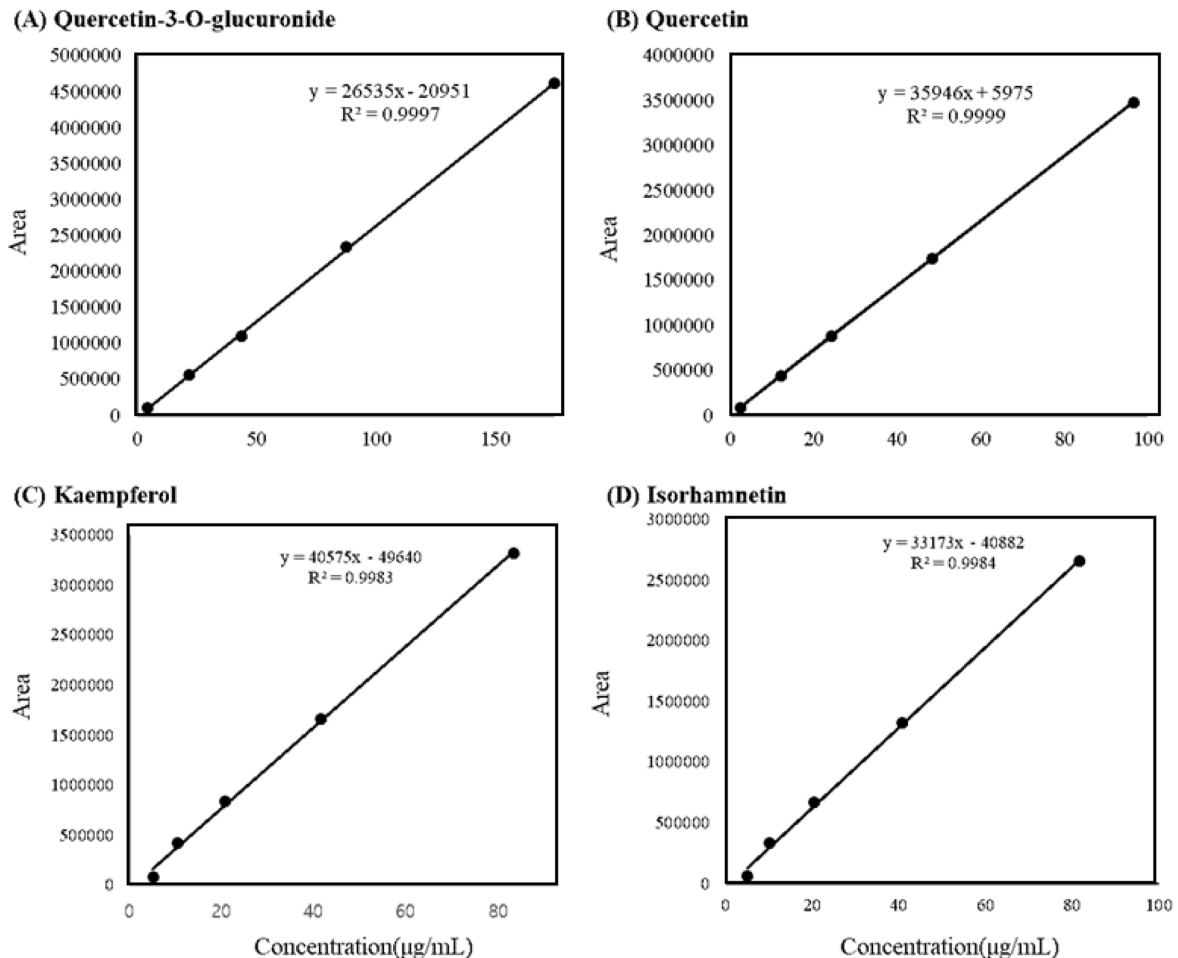 (A) Quercetin-3-O-glucuronide
5000000
4500000
4000000
3500000
3000000
2500000
2000000
1500000
1000000
500000
0
Area
y = 26535x - 20951
R² = 0.9997
0 50 100 150
(B) Quercetin
4000000
3500000
3000000
2500000
2000000
1500000
1000000
500000
0
Area
y = 35946x + 5975
R² = 0.9999
0 20 40 60 80 100
(C) Kaempferol
3500000
3000000
2500000
2000000
1500000
1000000
500000
0
Area
y = 40575x - 49640
R² = 0.9983
0 20 40 60 80
Concentration(µg/mL)
(D) Isorhamnetin
3000000
2500000
2000000
1500000
1000000
500000
0
Area
y = 33173x - 40882
R² = 0.9984
0 20 40 60 80 100
Concentration(µg/mL)